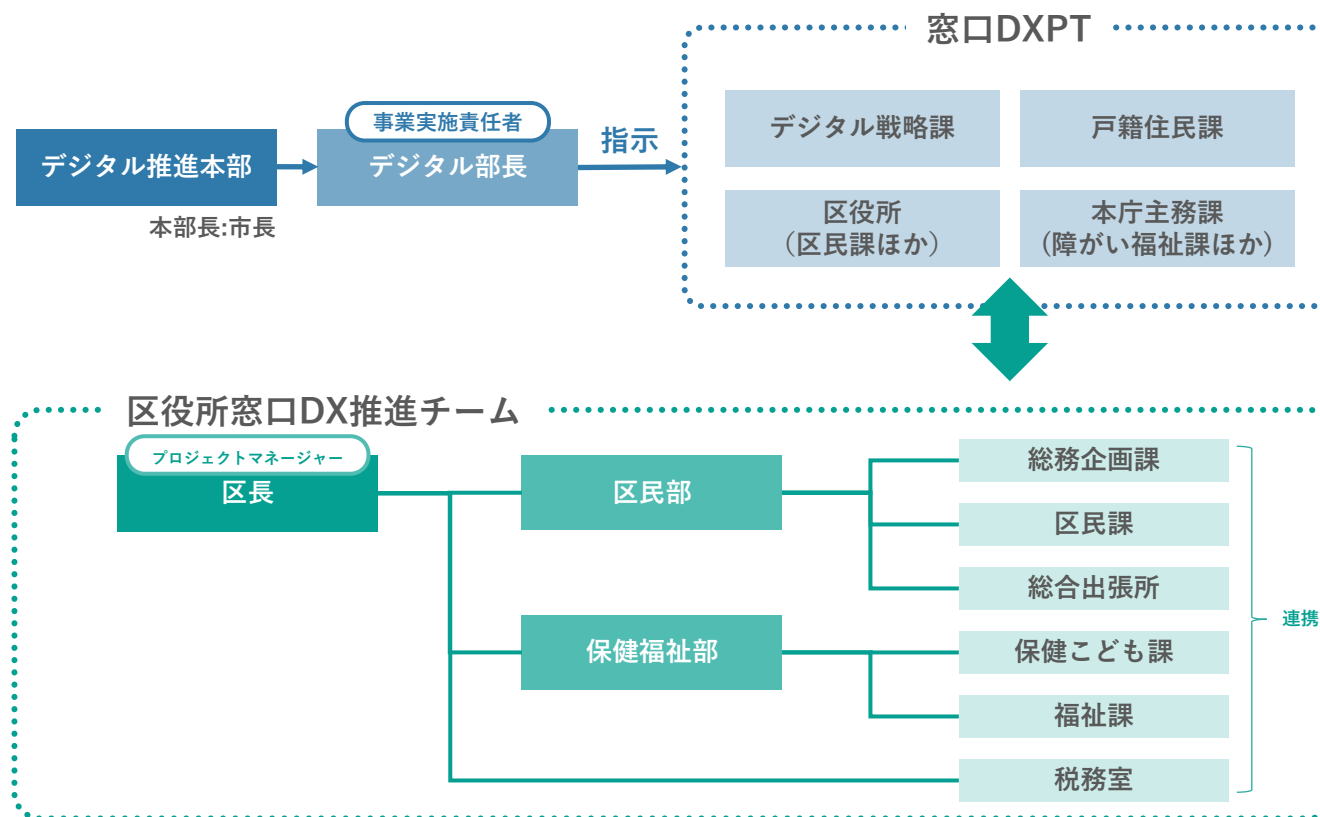 窓口DXPT
事業実施責任者
デジタル推進本部
デジタル部長
指示
本部長:市長
デジタル戦略課
戸籍住民課
区役所
（区民課ほか）
本庁主務課
(障がい福祉課ほか)
区役所窓口DX推進チーム
プロジェクトマネージャー
区長
区民部
保健福祉部
総務企画課
区民課
総合出張所
保健こども課
福祉課
税務室
連携